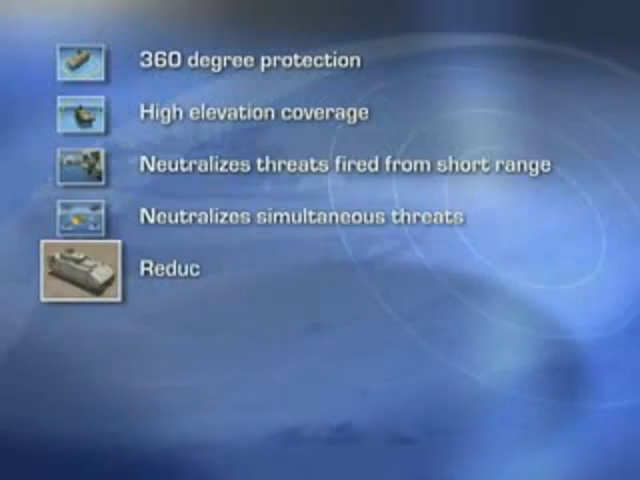 360 degree protection
High elevation coverage
Neutralizes threats fired from short range
Neutralizes simultaneous threats
Reduc